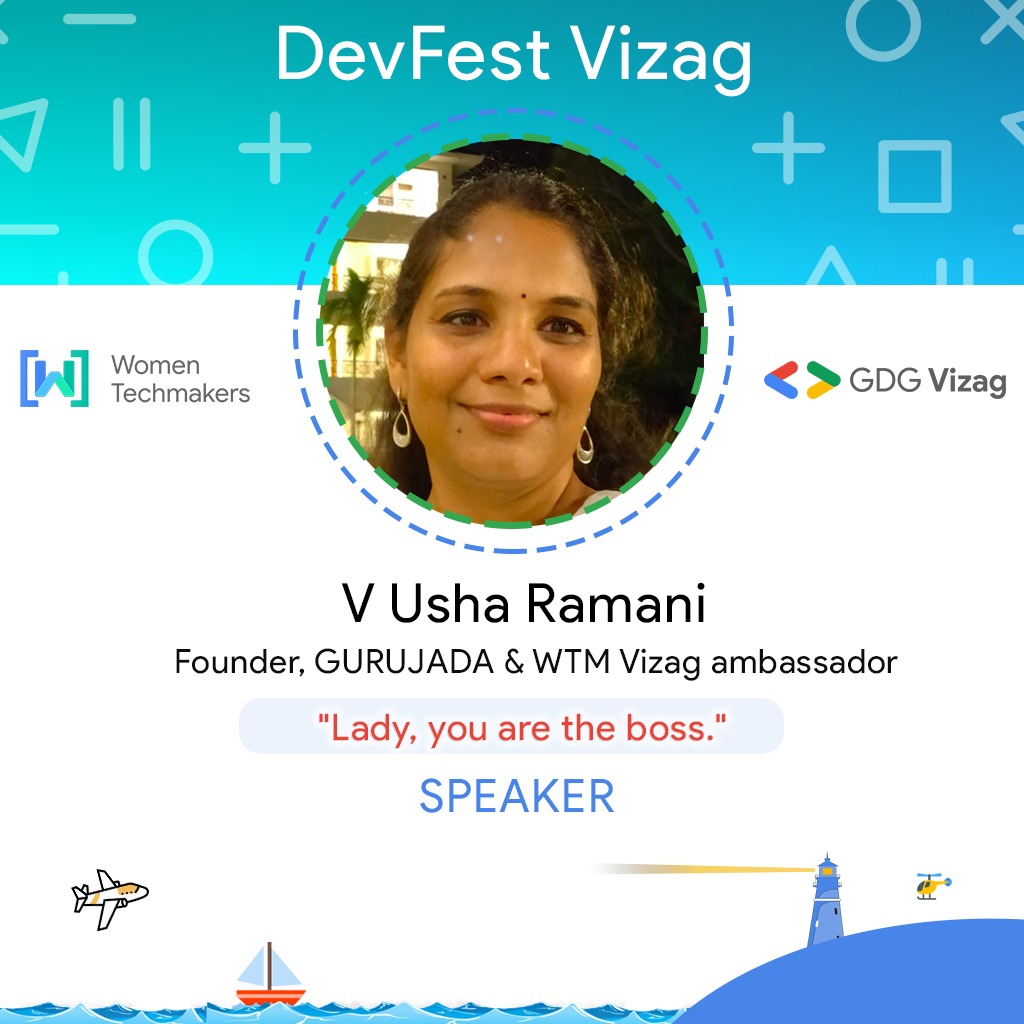 DevFest Vizag
Women
Techmakers
GDG Vizag
V Usha Ramani
Founder, GURUJADA & WTM Vizag ambassador
"Lady, you are the boss."
SPEAKER